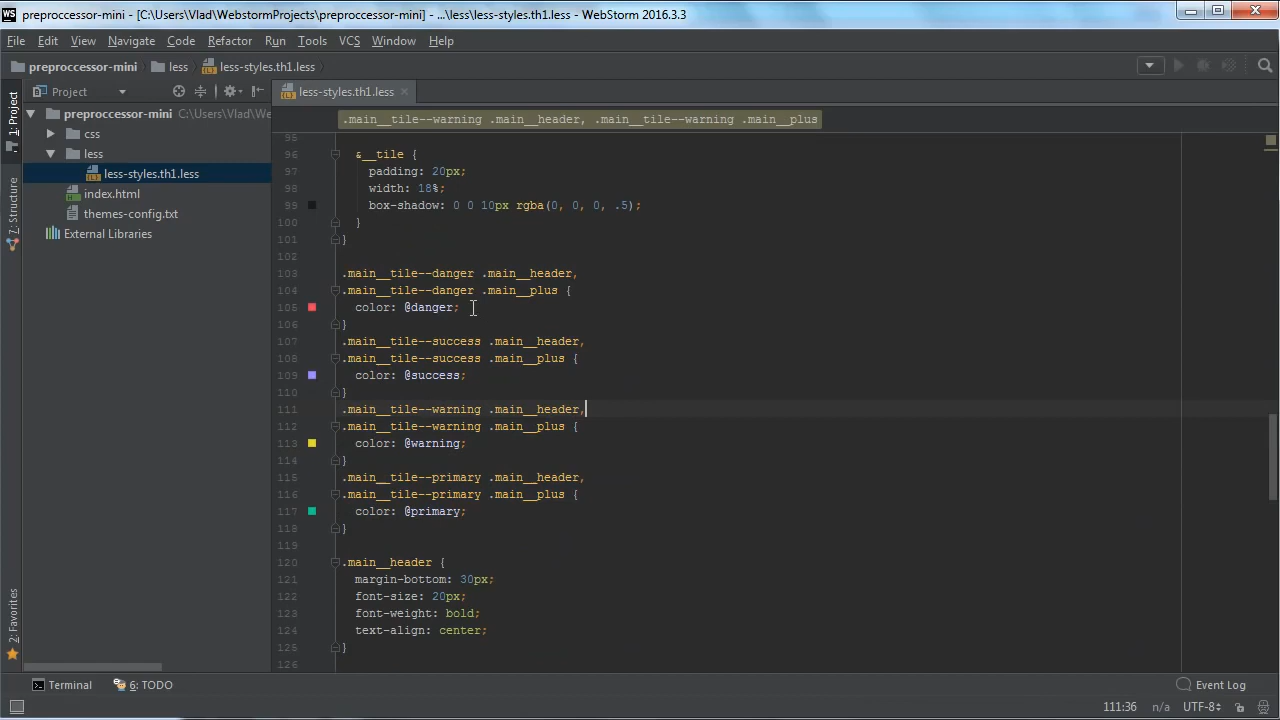 WS preproccessor-mini - [C:\Users\Vlad\WebstormProjects\preproccessor-mini] - ...\less\less-styles.th1.less - WebStorm 2016.3.3
File Edit View Navigate Code Refactor Run Tools VCS Window Help
preproccessor-mini less less-styles.th1.less
1: Project
7: Structure
2: Favorites
Project
preproccessor-mini C:\Users\Vlad\We
css
less
less-styles.th1.less
index.html
themes-config.txt
External Libraries
less-styles.th1.less
.main__tile--warning .main__header, .main__tile--warning .main__plus
95
96 &__tile {
97 padding: 20px;
98 width: 18%;
99 box-shadow: 0 0 10px rgba(0, 0, 0, .5);
100 }
101 }
102
103 .main__tile--danger .main__header,
104 .main__tile--danger .main__plus {
105 color: @danger;
106 }
107 .main__tile--success .main__header,
108 .main__tile--success .main__plus {
109 color: @success;
110 }
111 .main__tile--warning .main__header,
112 .main__tile--warning .main__plus {
113 color: @warning;
114 }
115 .main__tile--primary .main__header,
116 .main__tile--primary .main__plus {
117 color: @primary;
118 }
119
120 .main__header {
121 margin-bottom: 30px;
122 font-size: 20px;
123 font-weight: bold;
124 text-align: center;
125 }
126
Terminal 6: TODO Event Log
111:36 n/a UTF-8